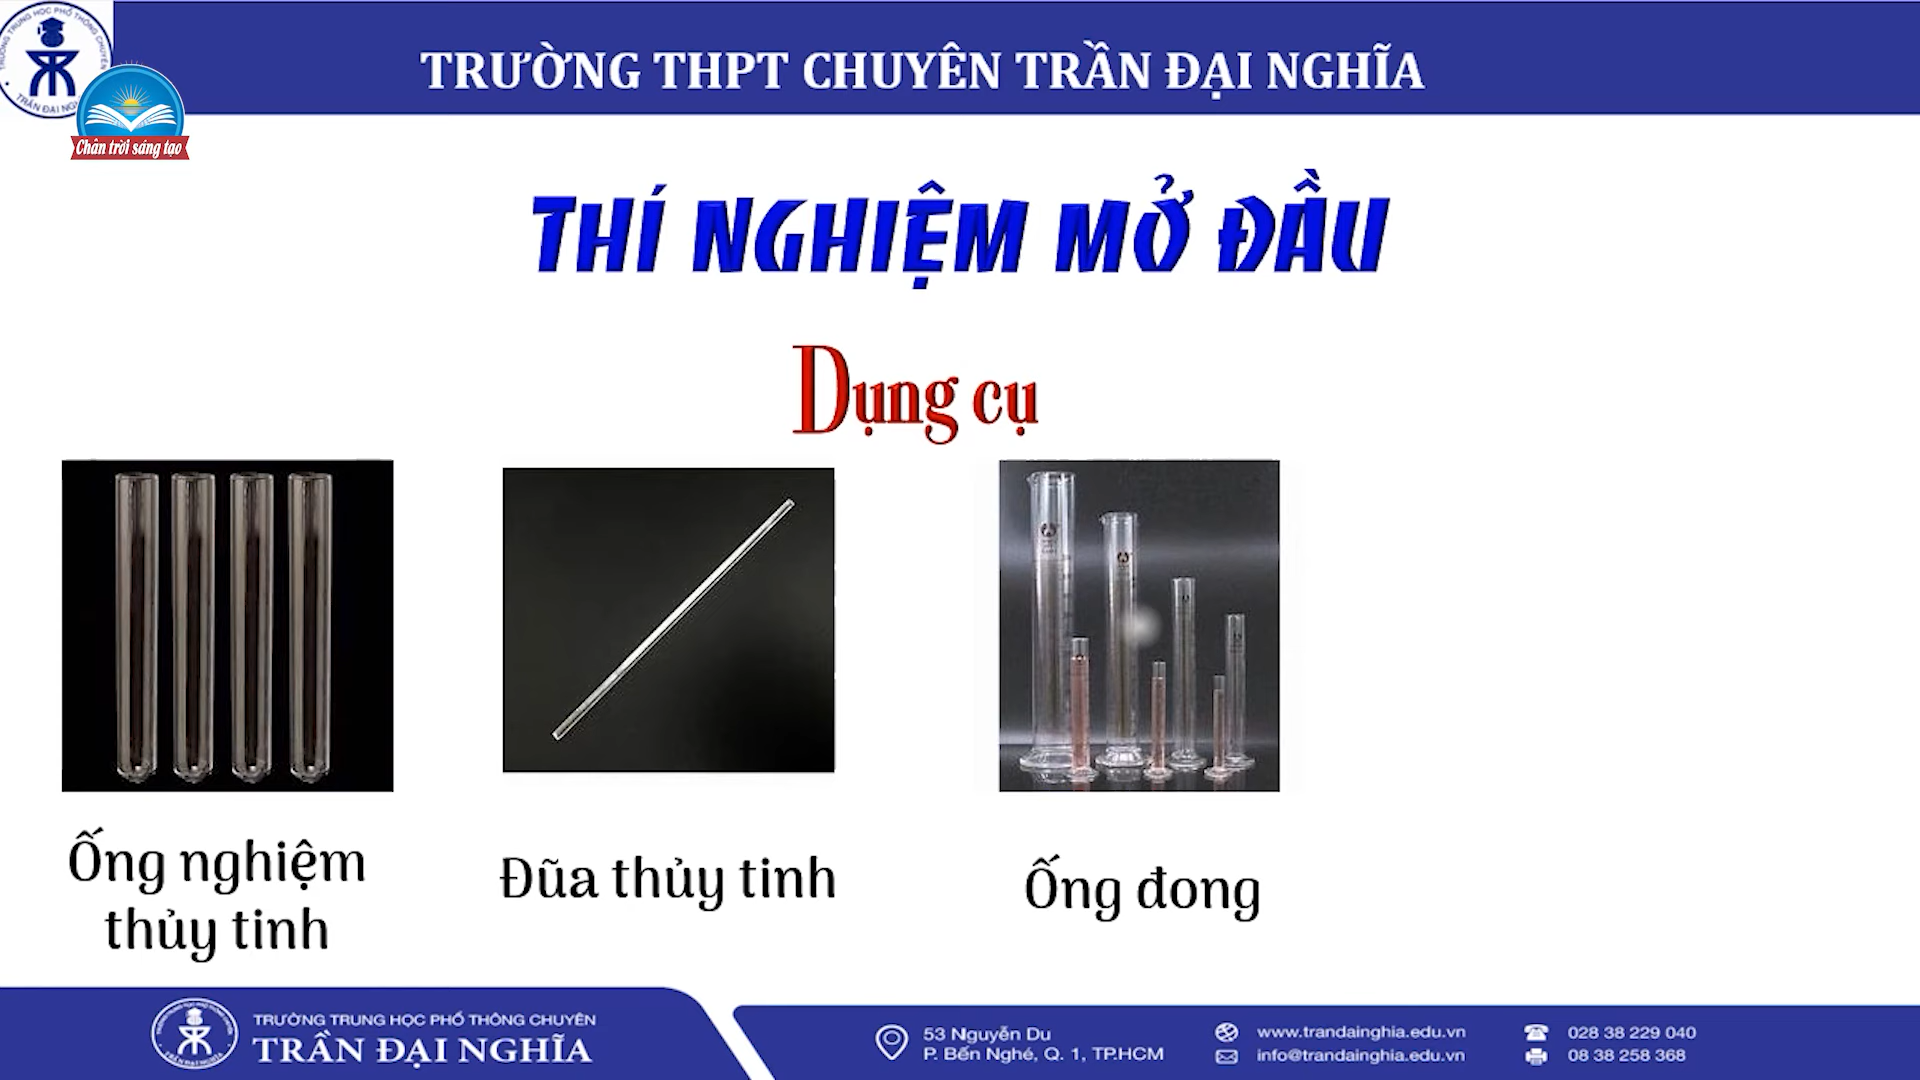 TRƯỜNG THPT CHUYÊN TRẦN ĐẠI NGHĨA
Chân trời sáng tạo
THÍ NGHIỆM MỞ ĐẦU
Dụng cụ
Ống nghiệm
thủy tinh
Đũa thủy tinh
Ống đong
TRƯỜNG TRUNG HỌC PHỔ THÔNG CHUYÊN
TRẦN ĐẠI NGHĨA
53 Nguyễn Du
P. Bến Nghé, Q. 1, TP.HCM
www.trandainghia.edu.vn
info@trandainghia.edu.vn
028 38 229 040
08 38 258 368